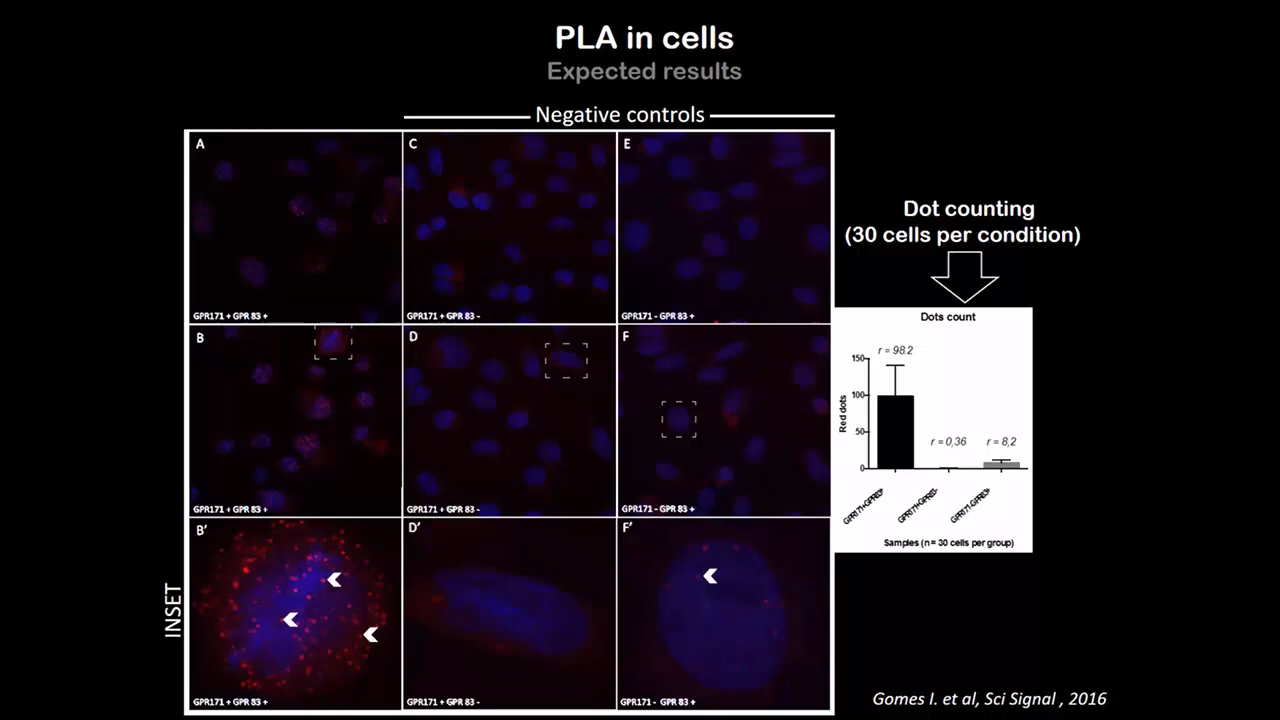 PLA in cells
Expected results
Negative controls
A
C
E
GPR171 + GPR 83 +
GPR171 + GPR 83 -
GPR171 - GPR 83 +
B
D
F
GPR171 + GPR 83 +
GPR171 + GPR 83 -
GPR171 - GPR 83 +
INSET
B'
D'
F'
GPR171 + GPR 83 +
GPR171 + GPR 83 -
GPR171 - GPR 83 +
Dot counting
(30 cells per condition)
Dots count
r = 98.2
r = 0,36
r = 8,2
Red dots
150
100
50
0
Samples (n = 30 cells per group)
Gomes I. et al, Sci Signal , 2016